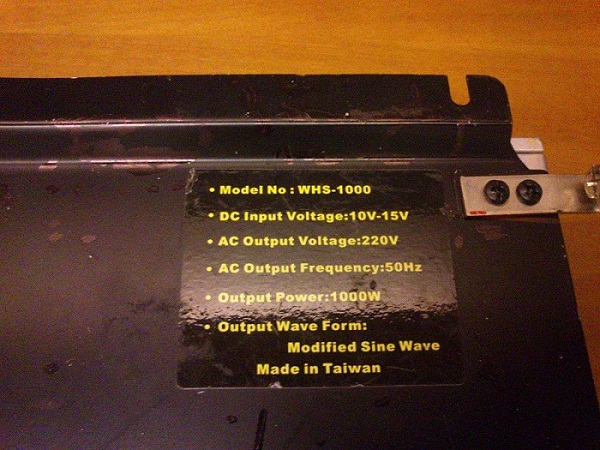 • Model No : WHS-1000
• DC Input Voltage:10V-15V
• AC Output Voltage:220V
• AC Output Frequency:50Hz
• Output Power:1000W
• Output Wave Form:
Modified Sine Wave
Made in Taiwan